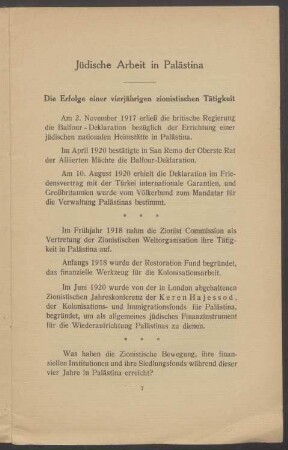 Jüdische Arbeit in Palästina
Die Erfolge einer vierjährigen zionistischen Tätigkeit
Am 2. November 1917 erließ die britische Regierung
die Balfour-Deklaration bezüglich der Errichtung einer
jüdischen nationalen Heimstätte in Palästina.
Im April 1920 bestätigte in San Remo der Oberste Rat
der Alliierten Mächte die Balfour-Deklaration.
Am 10. August 1920 erhielt die Deklaration im Frie-
densvertrag mit der Türkei internationale Garantien, und
Großbritannien wurde vom Völkerbund zum Mandatar für
die Verwaltung Palästinas bestimmt.
* * *
Im Frühjahr 1918 nahm die Zionist Commission als
Vertretung der Zionistischen Weltorganisation ihre Tätig-
keit in Palästina auf.
Anfangs 1918 wurde der Restoration Fund begründet,
das finanzielle Werkzeug für die Kolonisationsarbeit.
Im Juni 1920 wurde von der in London abgehaltenen
Zionistischen Jahreskonferenz der Keren Hajessod,
der Kolonisations- und Immigrationsfonds für Palästina,
begründet, um als allgemeines jüdisches Finanzinstrument
für die Wiederaufrichtung Palästinas zu dienen.
* * *
Was haben die Zionistische Bewegung, ihre finan-
ziellen Institutionen und ihre Siedlungsfonds während dieser
vier Jahre in Palästina erreicht?
1